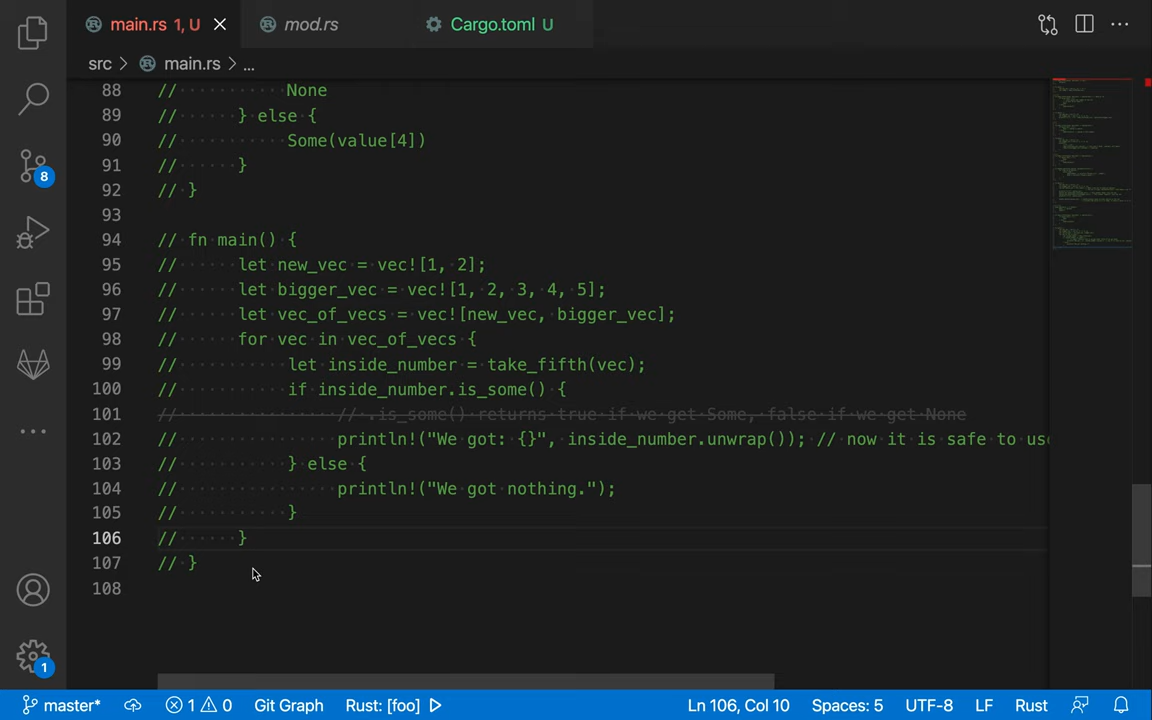 main.rs 1, U mod.rs Cargo.toml U
src > main.rs > ...
88 // None
89 // } else {
90 // Some(value[4])
91 // }
92 // }
93
94 // fn main() {
95 // let new_vec = vec![1, 2];
96 // let bigger_vec = vec![1, 2, 3, 4, 5];
97 // let vec_of_vecs = vec![new_vec, bigger_vec];
98 // for vec in vec_of_vecs {
99 // let inside_number = take_fifth(vec);
100 // if inside_number.is_some() {
101 // // .is_some() returns true if we get Some, false if we get None
102 // println!("We got: {}", inside_number.unwrap()); // now it is safe to use
103 // } else {
104 // println!("We got nothing.");
105 // }
106 // }
107 // }
108
8
1
master* 1 0 Git Graph Rust: [foo] Ln 106, Col 10 Spaces: 5 UTF-8 LF Rust